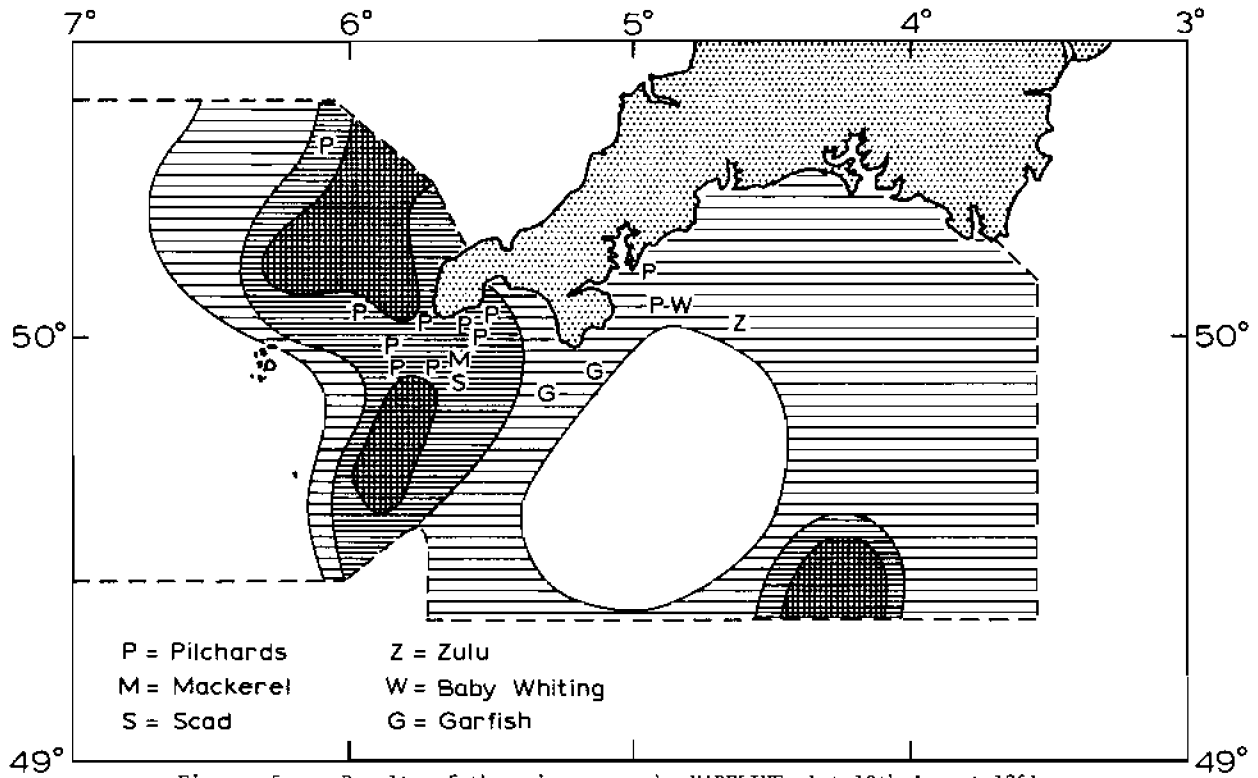 7° 6° 5° 4° 3°
P
P
P-W
Z
50° 50°
P P P P P
P P P
M
S
G G
P = Pilchards Z = Zulu
M = Mackerel W = Baby Whiting
S = Scad G = Garfish
49° 49°